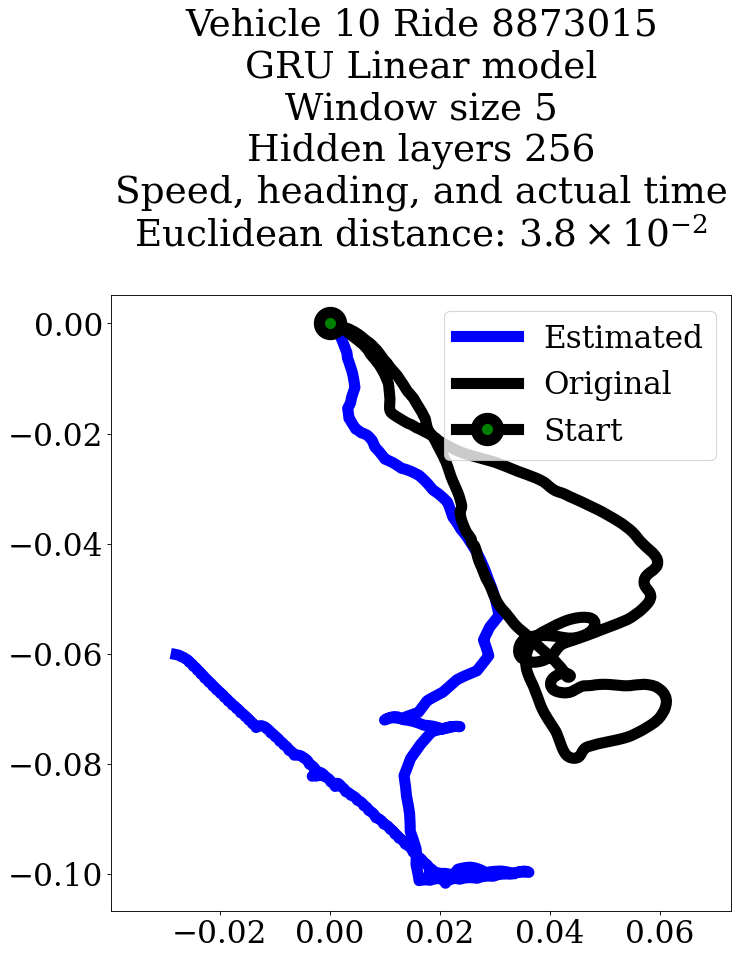 Vehicle 10 Ride 8873015
GRU Linear model
Window size 5
Hidden layers 256
Speed, heading, and actual time
Euclidean distance: 3.8 × 10⁻²
Estimated
Original
Start
0.00
−0.02
−0.04
−0.06
−0.08
−0.10
−0.02 0.00 0.02 0.04 0.06